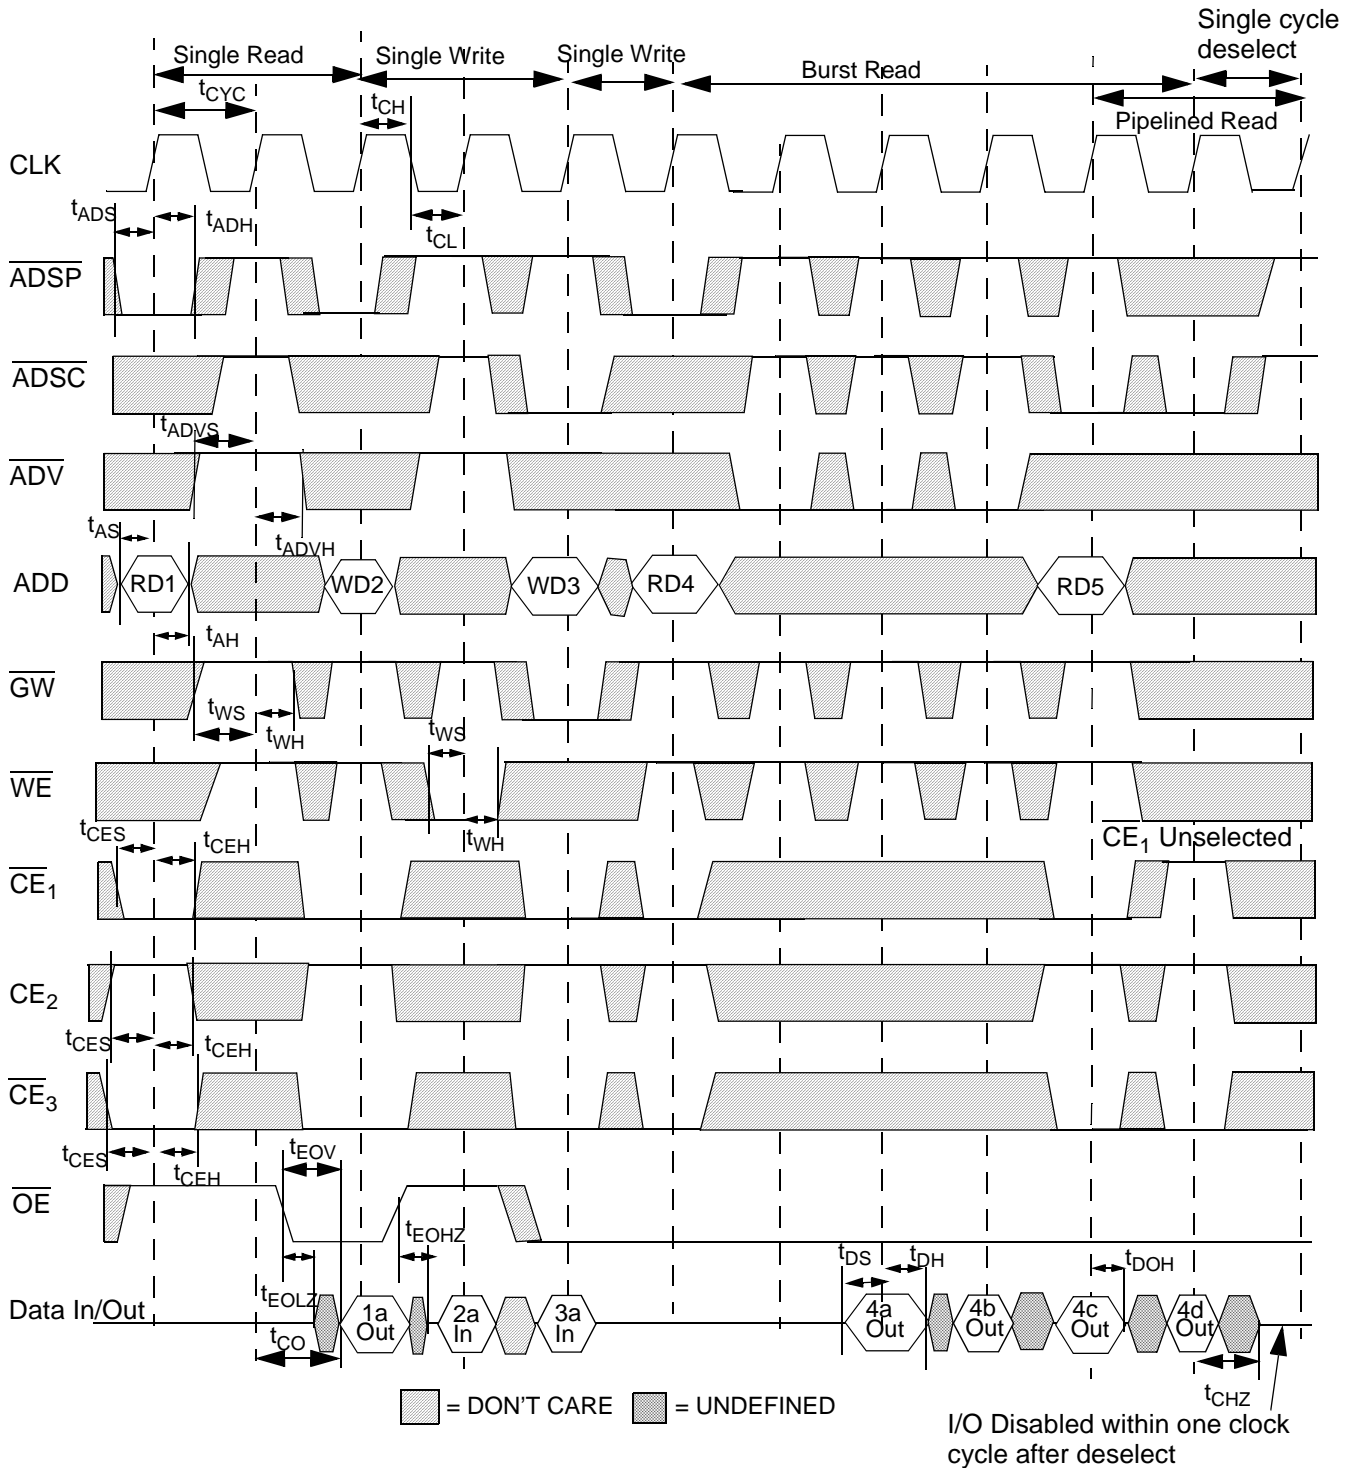 Single cycle
deselect
Single Read
Single Write
Single Write
Burst Read
tCYC
tCH
Pipelined Read
CLK
tADS
tADH
tCL
ADSP
ADSC
tADVS
ADV
tAS
tADVH
ADD
RD1
WD2
WD3
RD4
RD5
tAH
GW
tWS
tWH
tWS
WE
tCES
tCEH
tWH
CE1 Unselected
CE1
CE2
tCES
tCEH
CE3
tCES
tCEH
tEOV
OE
tEOHZ
tDS
tDH
tDOH
tEOLZ
Data In/Out
1a
Out
2a
In
3a
In
4a
Out
4b
Out
4c
Out
4d
Out
tCO
tCHZ
= DON'T CARE
= UNDEFINED
I/O Disabled within one clock
cycle after deselect